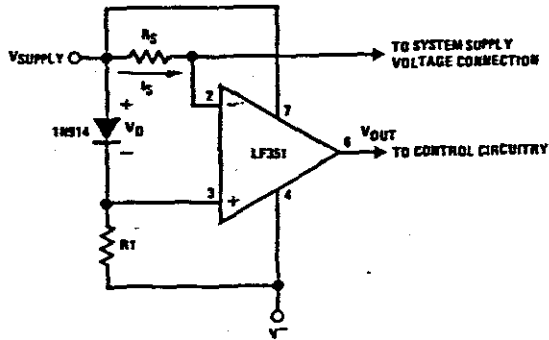 RS
VSUPPLY
TO SYSTEM SUPPLY
VOLTAGE CONNECTION
IS
2
−
7
+
1N914
VD
−
LF351
6
VOUT
TO CONTROL CIRCUITRY
3
+
4
RT
V−